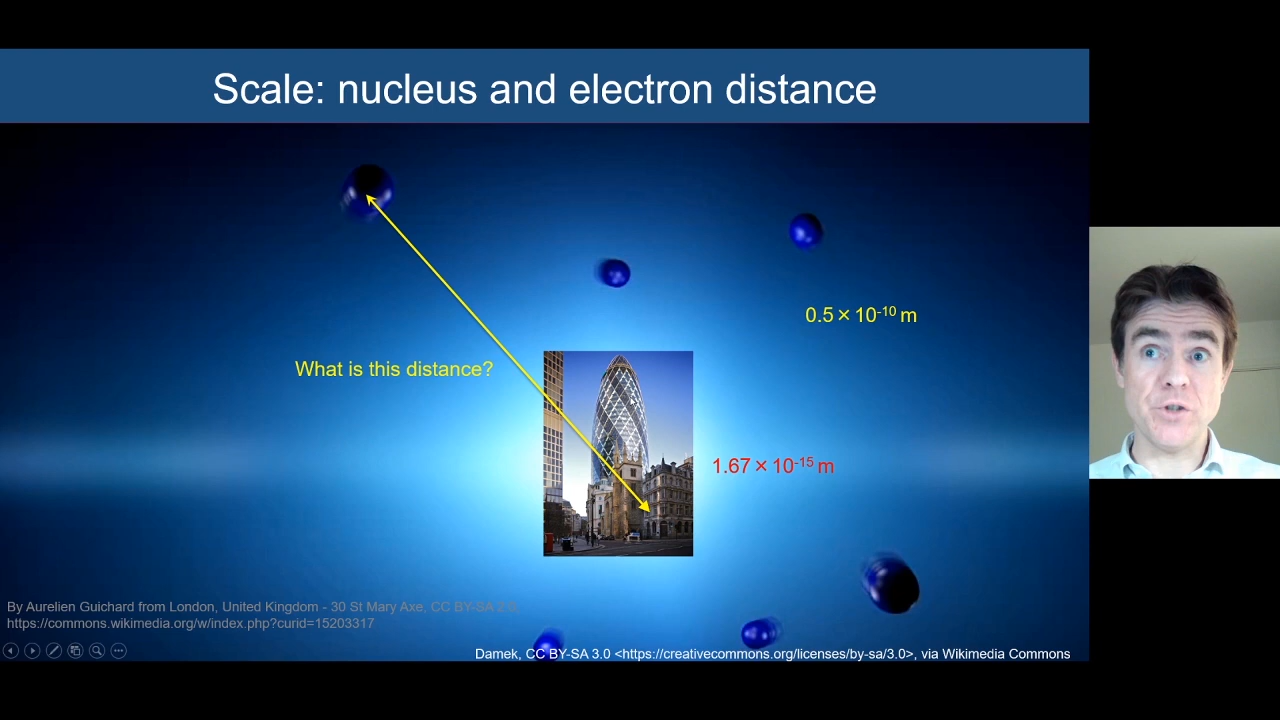 Scale: nucleus and electron distance
0.5 × 10⁻¹⁰ m
What is this distance?
1.67 × 10⁻¹⁵ m
By Aurelien Guichard from London, United Kingdom - 30 St Mary Axe, CC BY-SA 2.0,
https://commons.wikimedia.org/w/index.php?curid=15203317
Damek, CC BY-SA 3.0 <https://creativecommons.org/licenses/by-sa/3.0>, via Wikimedia Commons